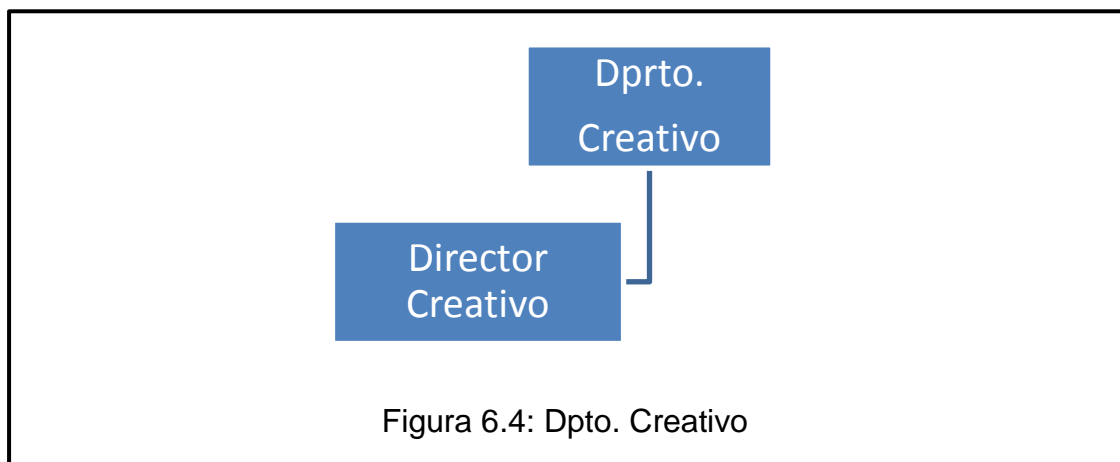 Dprto.
Creativo
Director
Creativo
Figura 6.4: Dpto. Creativo